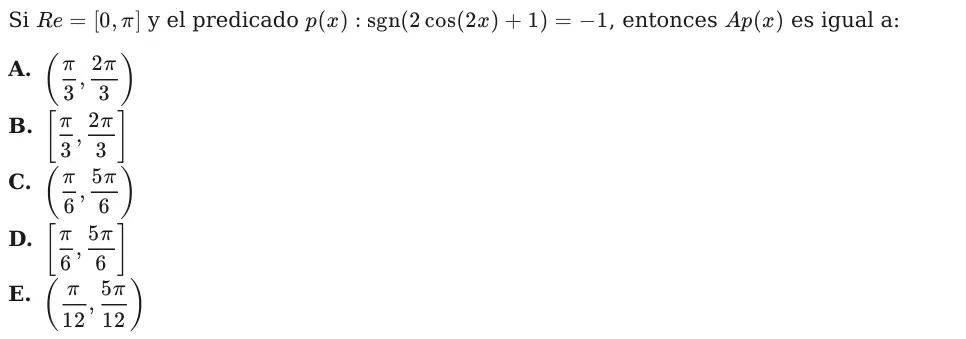 Si Re = [0, π] y el predicado p(x) : sgn(2 cos(2x) + 1) = −1, entonces Ap(x) es igual a:
A. (π/3, 2π/3)
B. [π/3, 2π/3]
C. (π/6, 5π/6)
D. [π/6, 5π/6]
E. (π/12, 5π/12)